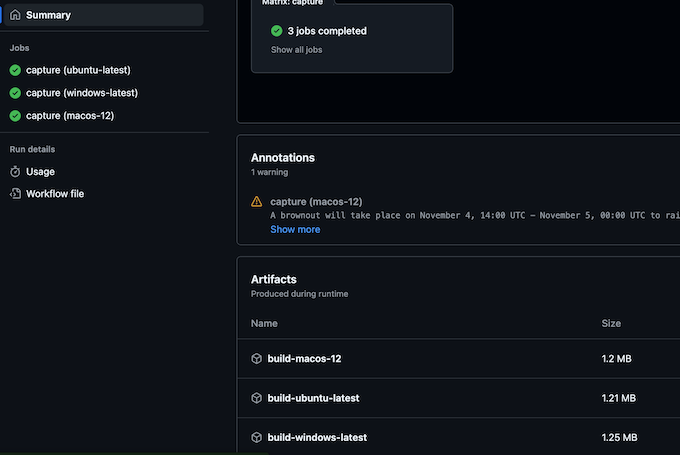 Summary
Jobs
capture (ubuntu-latest)
capture (windows-latest)
capture (macos-12)
Run details
Usage
Workflow file
Matrix: capture
3 jobs completed
Show all jobs
Annotations
1 warning
capture (macos-12)
A brownout will take place on November 4, 14:00 UTC - November 5, 00:00 UTC to rai
Show more
Artifacts
Produced during runtime
Name Size
build-macos-12 1.2 MB
build-ubuntu-latest 1.21 MB
build-windows-latest 1.25 MB